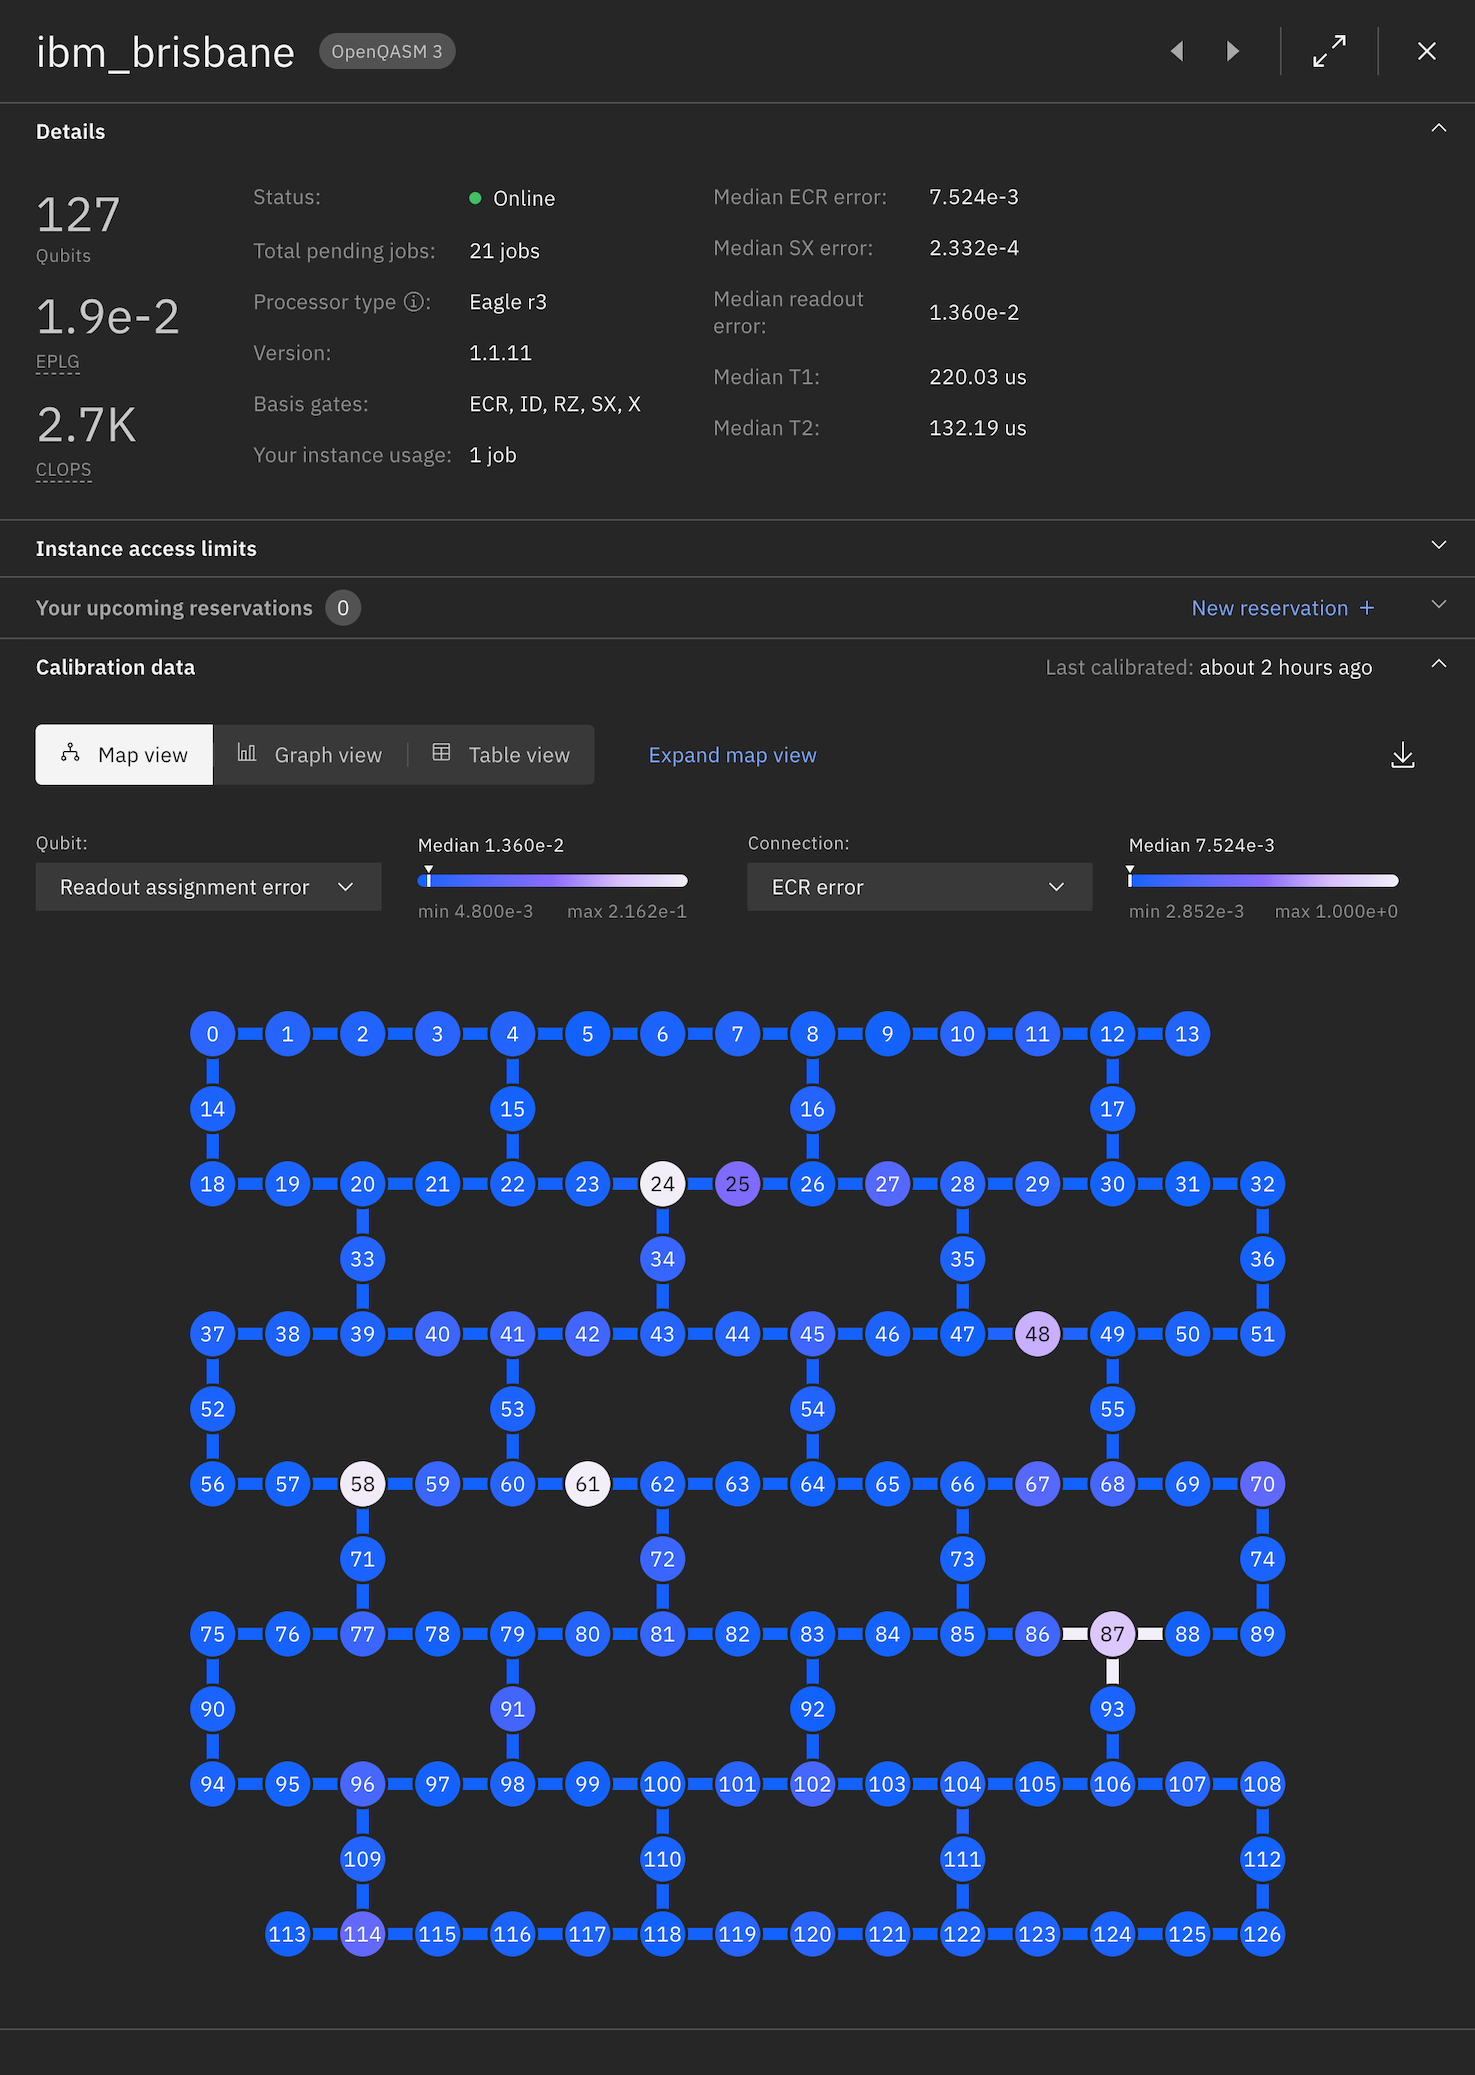 ibm_brisbane OpenQASM 3
Details
127
Qubits
1.9e-2
EPLG
2.7K
CLOPS
Status: Online
Total pending jobs: 21 jobs
Processor type : Eagle r3
Version: 1.1.11
Basis gates: ECR, ID, RZ, SX, X
Your instance usage: 1 job
Median ECR error: 7.524e-3
Median SX error: 2.332e-4
Median readout
error: 1.360e-2
Median T1: 220.03 us
Median T2: 132.19 us
Instance access limits
Your upcoming reservations 0 New reservation +
Calibration data Last calibrated: about 2 hours ago
Map view Graph view Table view Expand map view
Qubit:
Readout assignment error
Median 1.360e-2
min 4.800e-3 max 2.162e-1
Connection:
ECR error
Median 7.524e-3
min 2.852e-3 max 1.000e+0
0 1 2 3 4 5 6 7 8 9 10 11 12 13
14 15 16 17
18 19 20 21 22 23 24 25 26 27 28 29 30 31 32
33 34 35 36
37 38 39 40 41 42 43 44 45 46 47 48 49 50 51
52 53 54 55
56 57 58 59 60 61 62 63 64 65 66 67 68 69 70
71 72 73 74
75 76 77 78 79 80 81 82 83 84 85 86 87 88 89
90 91 92 93
94 95 96 97 98 99 100 101 102 103 104 105 106 107 108
109 110 111 112
113 114 115 116 117 118 119 120 121 122 123 124 125 126